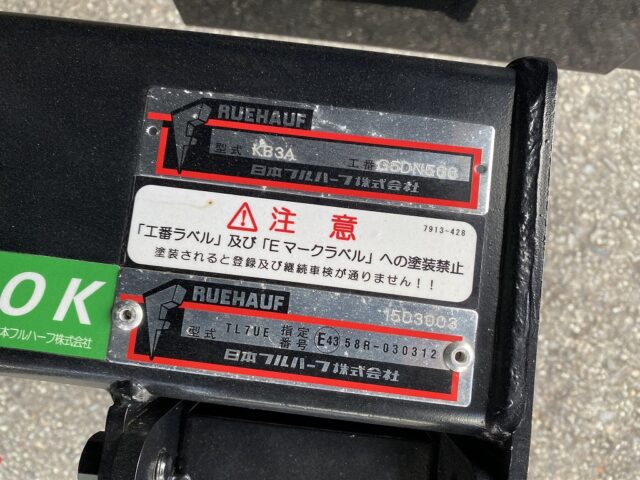 RUEHAUF
型式 KB3A 工番 G5DN500
日本フルハーフ株式会社
⚠注意 7913-428
「工番ラベル」及び「Eマークラベル」への塗装禁止
塗装されると登録及び継続車検が通りません!!
OK
本フルハーフ株式会社
RUEHAUF
1503003
型式 TL7UE 指定番号 E43 58R-030312
日本フルハーフ株式会社